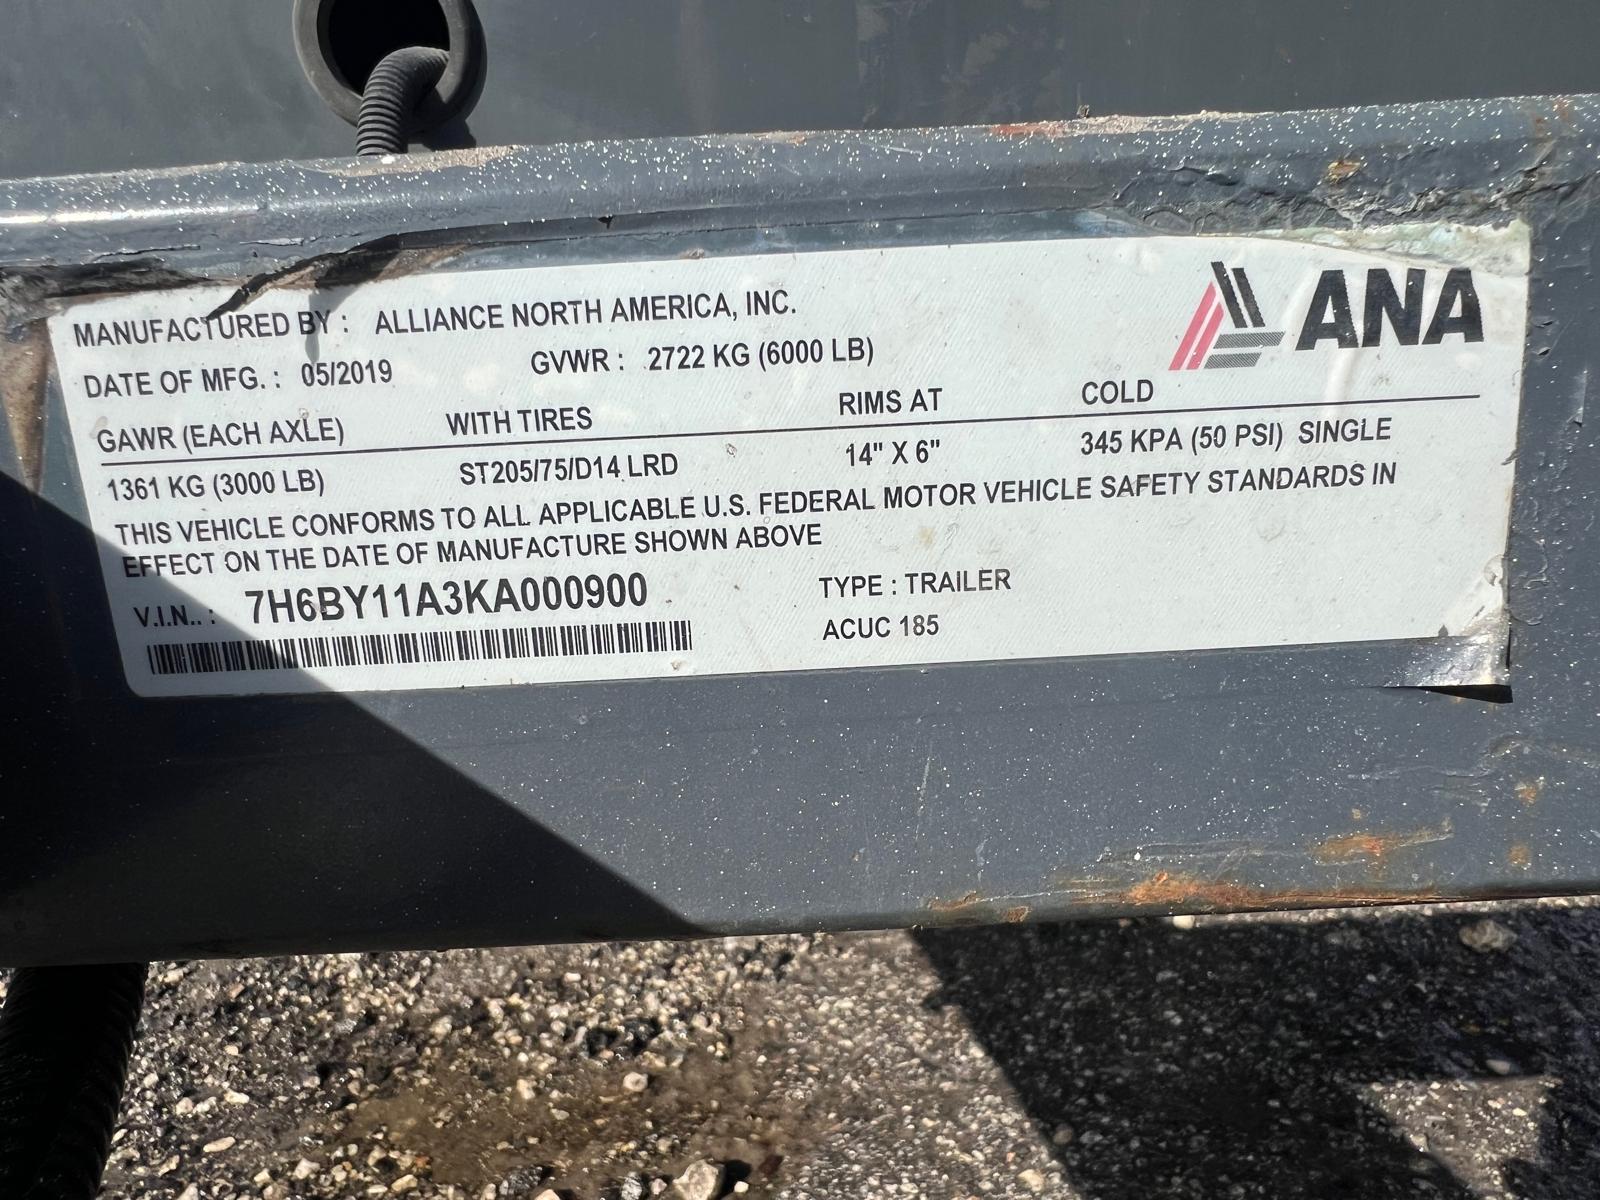 MANUFACTURED BY : ALLIANCE NORTH AMERICA, INC.
ANA
DATE OF MFG. : 05/2019 GVWR : 2722 KG (6000 LB)
GAWR (EACH AXLE) WITH TIRES RIMS AT COLD
1361 KG (3000 LB) ST205/75/D14 LRD 14" X 6" 345 KPA (50 PSI) SINGLE
THIS VEHICLE CONFORMS TO ALL APPLICABLE U.S. FEDERAL MOTOR VEHICLE SAFETY STANDARDS IN
EFFECT ON THE DATE OF MANUFACTURE SHOWN ABOVE
V.I.N.. : 7H6BY11A3KA000900 TYPE : TRAILER
ACUC 185